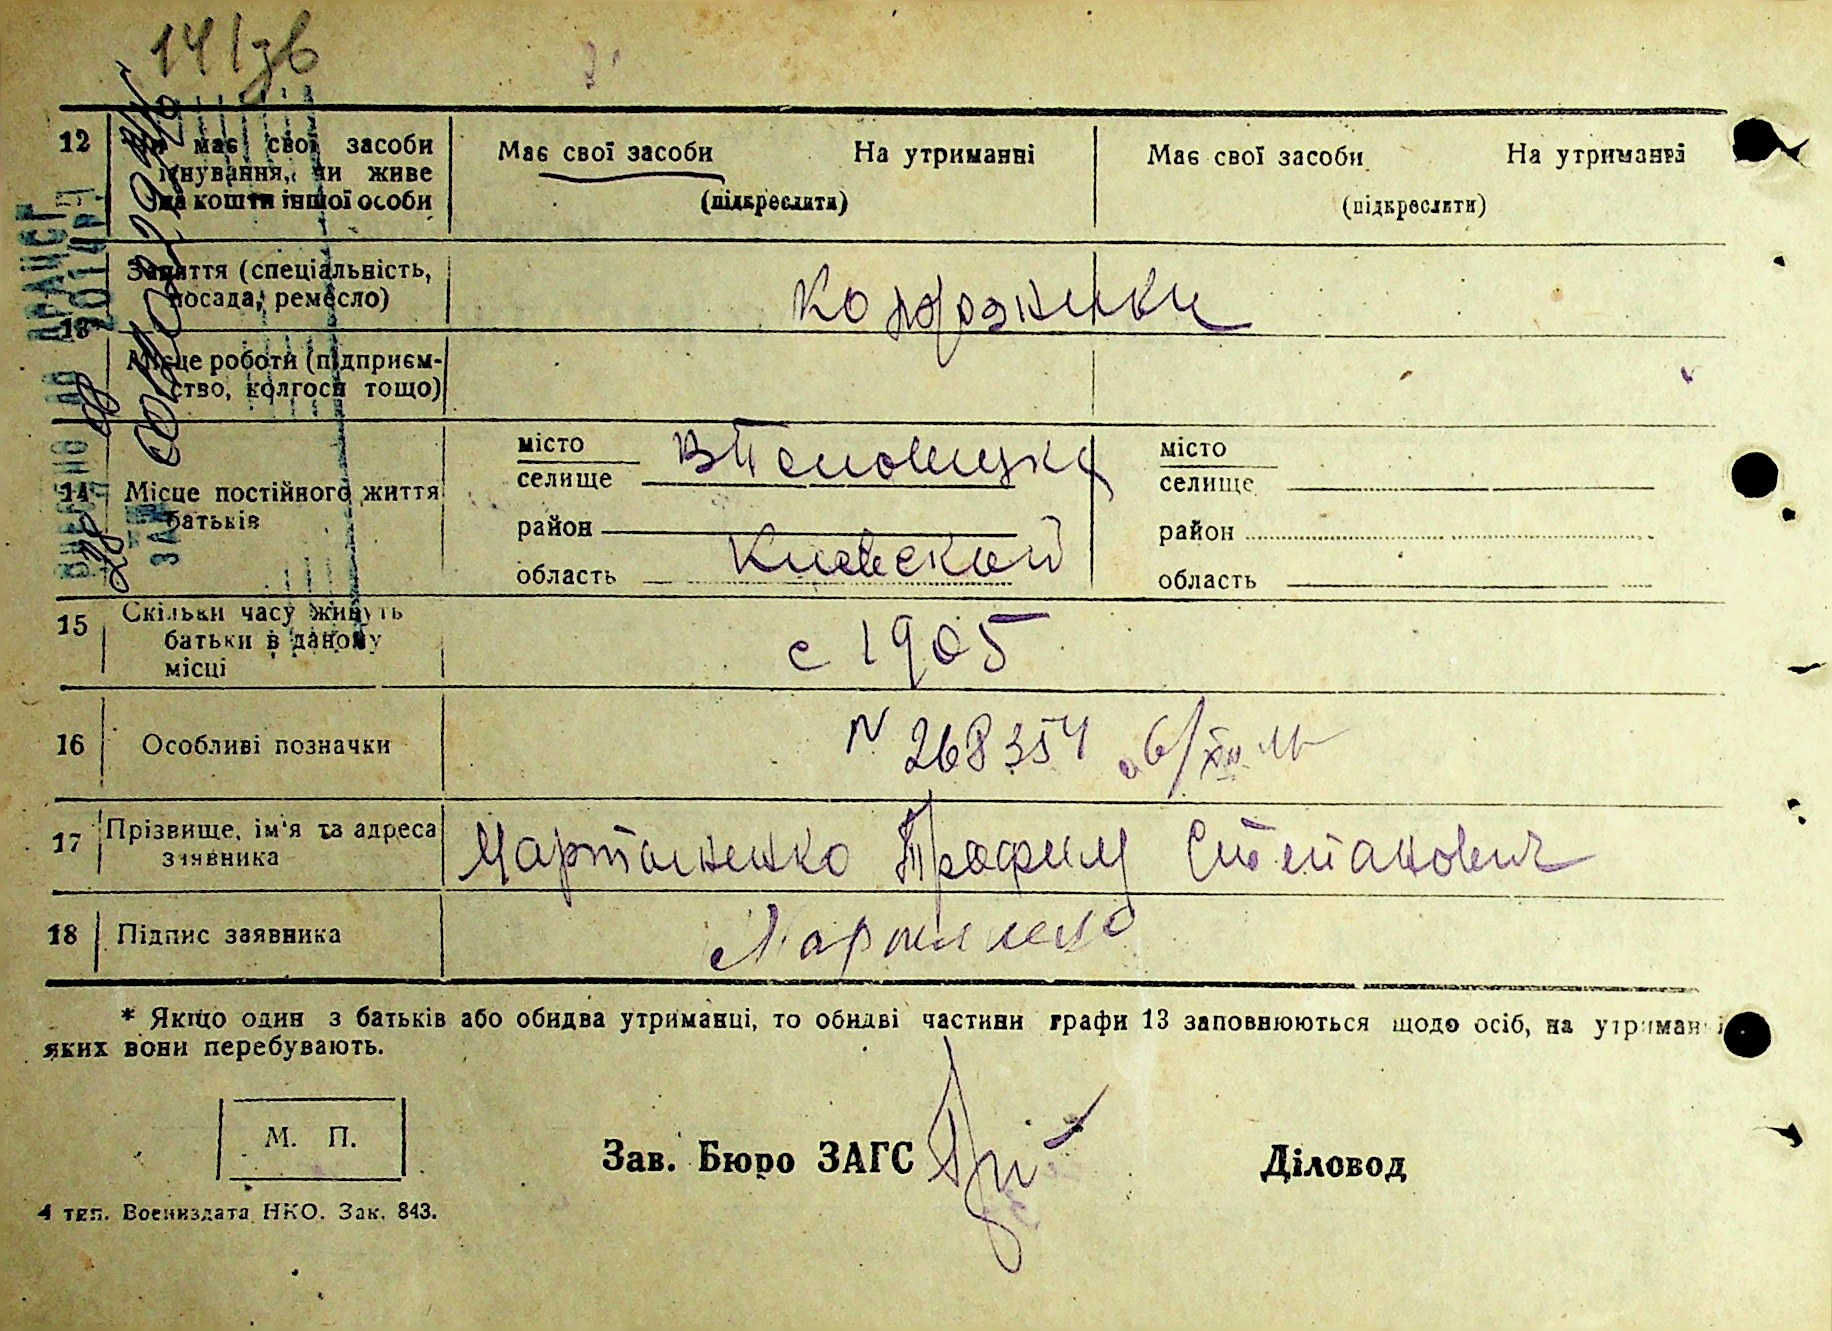 12
Чи має свої засоби
існування, чи живе
на кошти іншої особи
Має свої засоби
На утриманні
(підкреслити)
Має свої засоби
На утриманні
(підкреслити)
13
Заняття (спеціальність,
посада, ремесло)
Місце роботи (підприєм-
ство, колгосп тощо)
14
Місце постійного життя
батьків
місто
селище
район
область
Киевский
місто
селище
район
область
15
Скільки часу живуть
батьки в даному
місці
с 1905
16
Особливі позначки
N 268354
17
Прізвище, ім'я та адреса
заявника
Мартыненко Трофим Степанович
18
Підпис заявника
* Якщо один з батьків або обидва утриманці, то обидві частини графи 13 заповнюються щодо осіб, на утриманні
яких вони перебувають.
М. П.
Зав. Бюро ЗАГС
Діловод
4 тип. Воениздата НКО. Зак. 843.